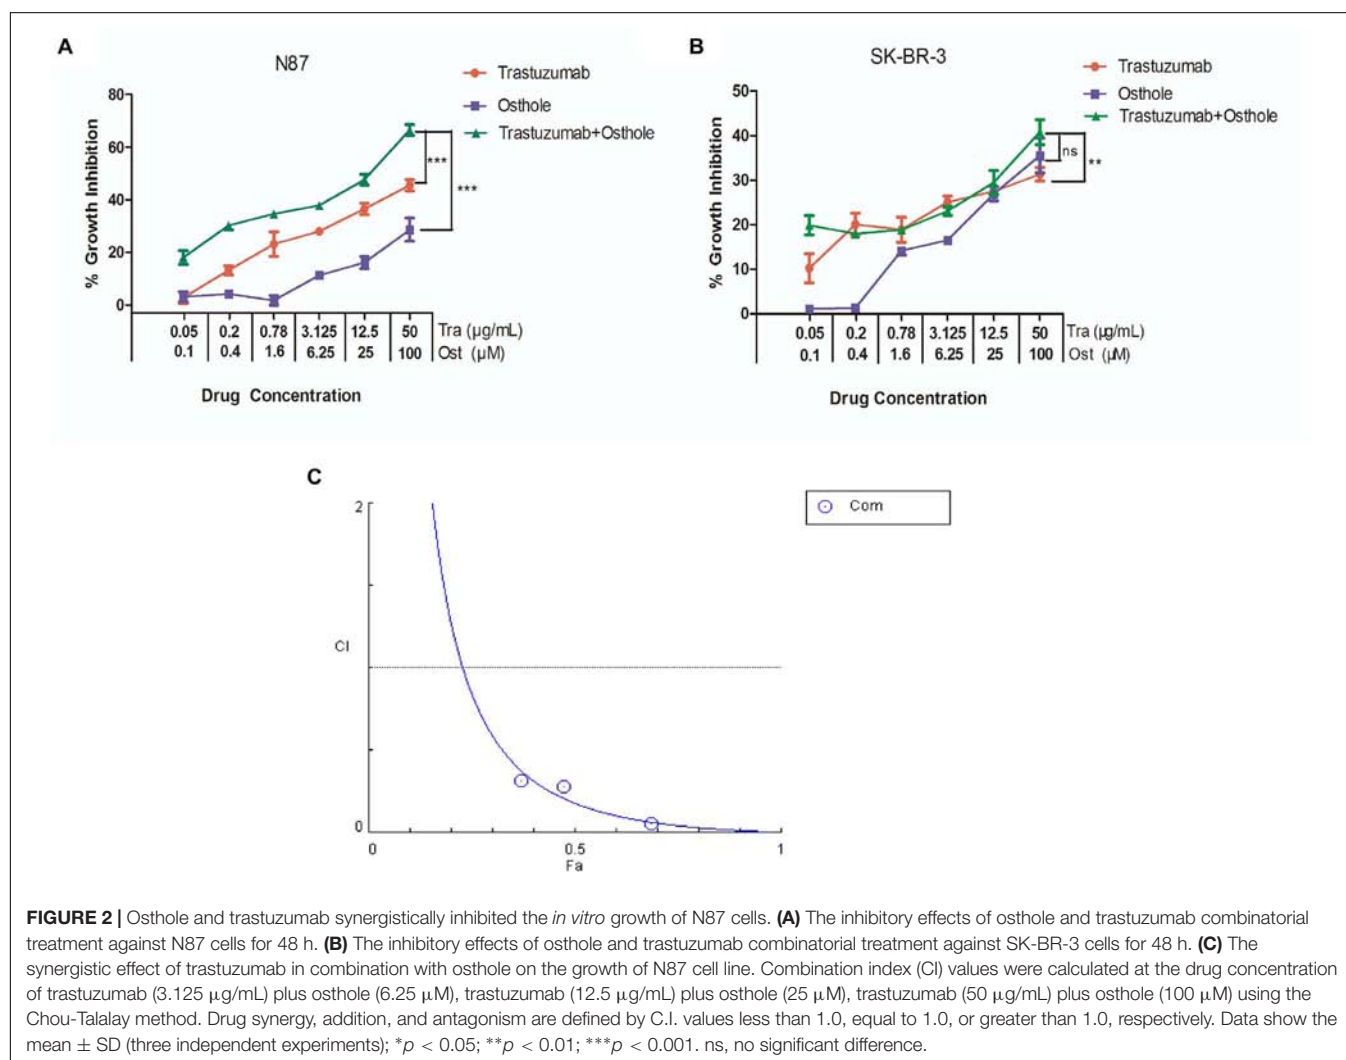 A
N87
Trastuzumab
Osthole
Trastuzumab+Osthole
% Growth Inhibition
80
60
40
20
0
***
***
0.05 0.2 0.78 3.125 12.5 50 Tra (µg/mL)
0.1 0.4 1.6 6.25 25 100 Ost (µM)
Drug Concentration
B
SK-BR-3
Trastuzumab
Osthole
Trastuzumab+Osthole
% Growth Inhibition
50
40
30
20
10
0
ns
**
0.05 0.2 0.78 3.125 12.5 50 Tra (µg/mL)
0.1 0.4 1.6 6.25 25 100 Ost (µM)
Drug Concentration
C
2
CI
0
0 0.5 1
Fa
Com
FIGURE 2 | Osthole and trastuzumab synergistically inhibited the in vitro growth of N87 cells. (A) The inhibitory effects of osthole and trastuzumab combinatorial
treatment against N87 cells for 48 h. (B) The inhibitory effects of osthole and trastuzumab combinatorial treatment against SK-BR-3 cells for 48 h. (C) The
synergistic effect of trastuzumab in combination with osthole on the growth of N87 cell line. Combination index (CI) values were calculated at the drug concentration
of trastuzumab (3.125 µg/mL) plus osthole (6.25 µM), trastuzumab (12.5 µg/mL) plus osthole (25 µM), trastuzumab (50 µg/mL) plus osthole (100 µM) using the
Chou-Talalay method. Drug synergy, addition, and antagonism are defined by C.I. values less than 1.0, equal to 1.0, or greater than 1.0, respectively. Data show the
mean ± SD (three independent experiments); *p < 0.05; **p < 0.01; ***p < 0.001. ns, no significant difference.